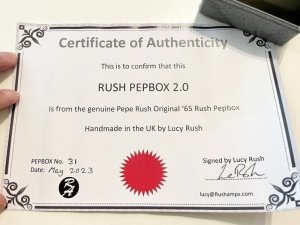 Certificate of Authenticity
This is to confirm that this
RUSH PEPBOX 2.0
Is from the genuine Pepe Rush Original '65 Rush Pepbox
Handmade in the UK by Lucy Rush
PEPBOX No. 31
Date: May 2023
Signed by Lucy Rush
L e Rush
lucy@Rushamps.com